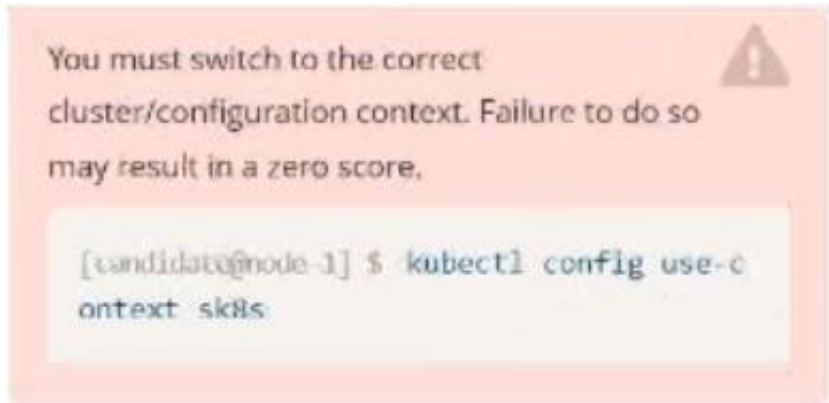 You must switch to the correct
cluster/configuration context. Failure to do so
may result in a zero score.
[candidate@node-1] $ kubectl config use-c
ontext sk8s